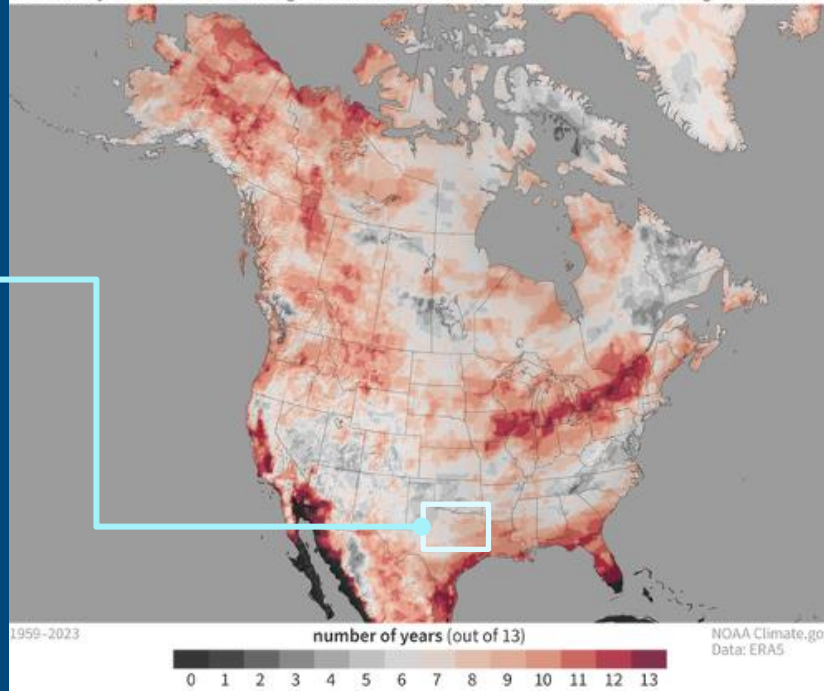 1959-2023
number of years (out of 13)
NOAA Climate.go
Data: ERA5
0 1 2 3 4 5 6 7 8 9 10 11 12 13